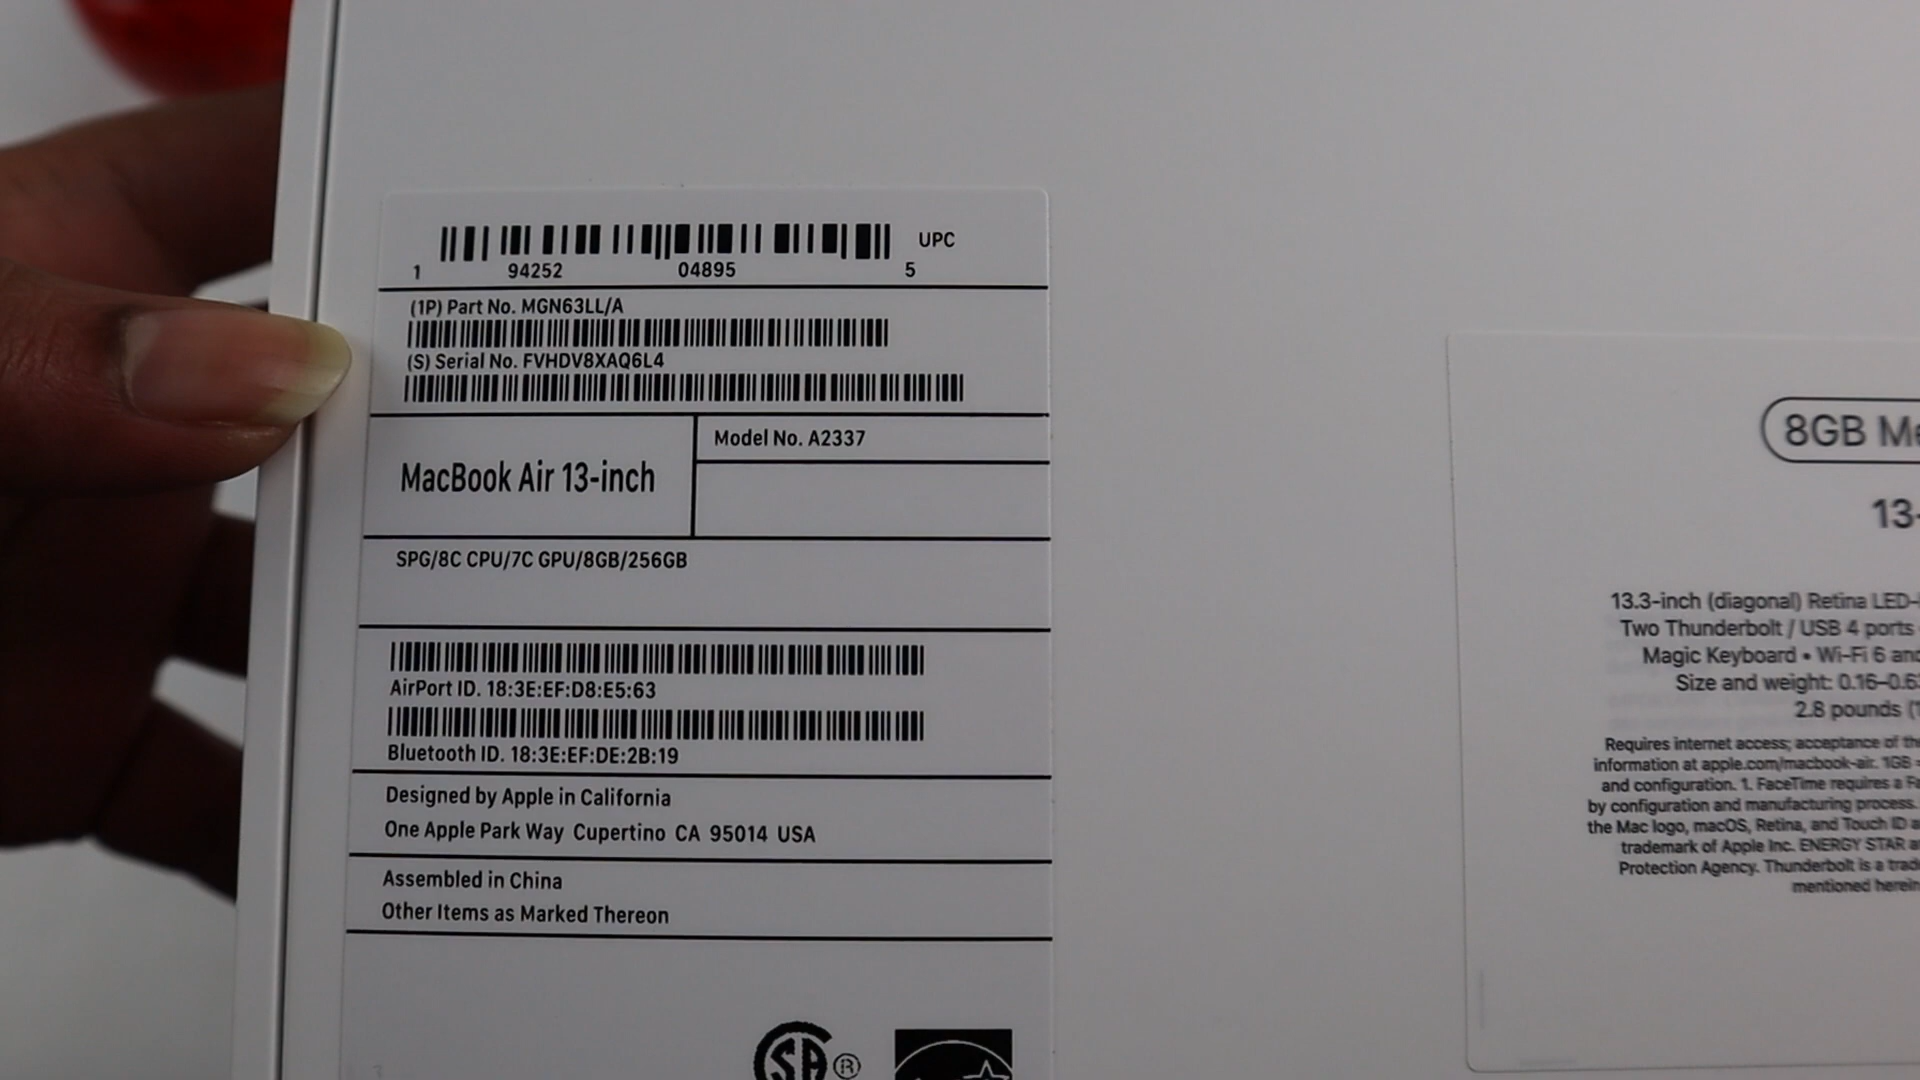 UPC
1 94252 04895 5
(1P) Part No. MGN63LL/A
(S) Serial No. FVHDV8XAQ6L4
MacBook Air 13-inch
Model No. A2337
SPG/8C CPU/7C GPU/8GB/256GB
AirPort ID. 18:3E:EF:D8:E5:63
Bluetooth ID. 18:3E:EF:DE:2B:19
Designed by Apple in California
One Apple Park Way Cupertino CA 95014 USA
Assembled in China
Other Items as Marked Thereon
SA ®
8GB
13-
13.3-inch (diagonal) Retina LED-
Two Thunderbolt / USB 4 ports
Magic Keyboard • Wi-Fi 6 and
Size and weight: 0.16–0.63
2.8 pounds (1
Requires internet access; acceptance of the
information at apple.com/macbook-air. 1GB =
and configuration. 1. FaceTime requires a
by configuration and manufacturing process.
the Mac logo, macOS, Retina, and Touch ID
trademark of Apple Inc. ENERGY STAR
Protection Agency. Thunderbolt is a
mentioned herein